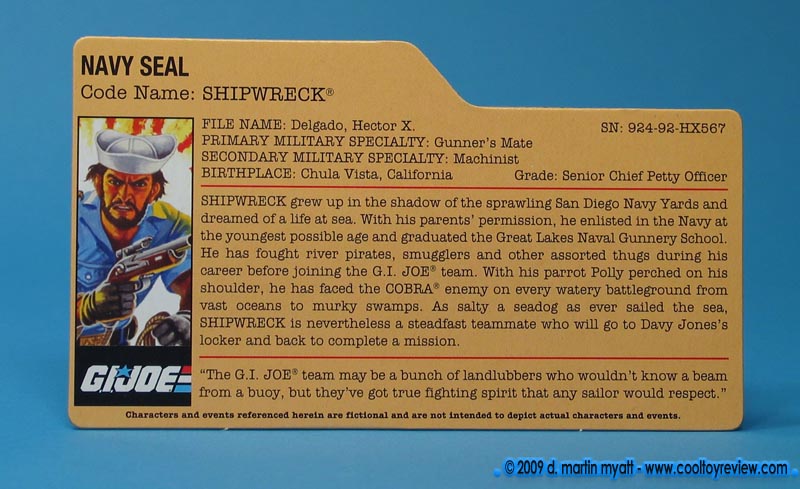 NAVY SEAL
Code Name: SHIPWRECK®
FILE NAME: Delgado, Hector X. SN: 924-92-HX567
PRIMARY MILITARY SPECIALTY: Gunner's Mate
SECONDARY MILITARY SPECIALTY: Machinist
BIRTHPLACE: Chula Vista, California Grade: Senior Chief Petty Officer
SHIPWRECK grew up in the shadow of the sprawling San Diego Navy Yards and
dreamed of a life at sea. With his parents' permission, he enlisted in the Navy at
the youngest possible age and graduated the Great Lakes Naval Gunnery School.
He has fought river pirates, smugglers and other assorted thugs during his
career before joining the G.I. JOE® team. With his parrot Polly perched on his
shoulder, he has faced the COBRA® enemy on every watery battleground from
vast oceans to murky swamps. As salty a seadog as ever sailed the sea,
SHIPWRECK is nevertheless a steadfast teammate who will go to Davy Jones's
locker and back to complete a mission.
GI JOE
"The G.I. JOE® team may be a bunch of landlubbers who wouldn't know a beam
from a buoy, but they've got true fighting spirit that any sailor would respect."
Characters and events referenced herein are fictional and are not intended to depict actual characters and events.
© 2009 d. martin myatt - www.cooltoyreview.com